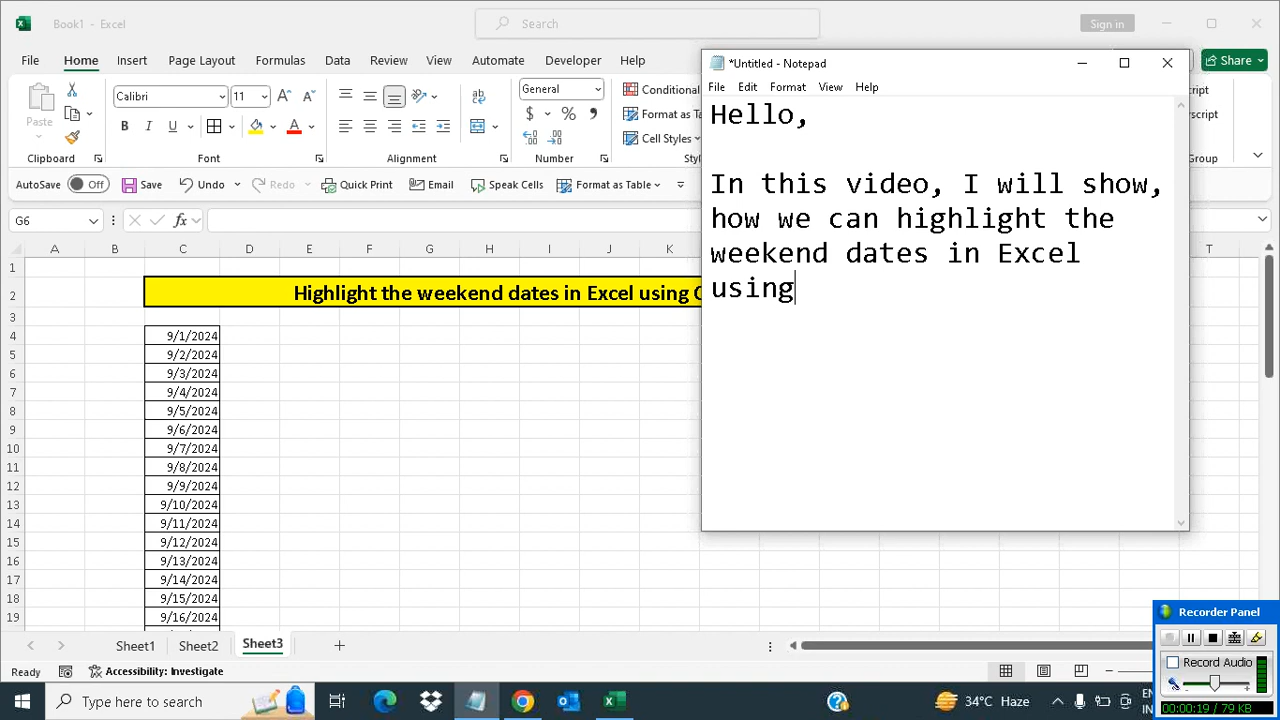 Book1 - Excel
Search
Sign in
File Home Insert Page Layout Formulas Data Review View Automate Developer Help
Share
Calibri 11
General
Conditional
Format as Ta
Cell Styles
Paste
B I U
$ % ,
Clipboard Font Alignment Number
AutoSave Off Save Undo Quick Print Email Speak Cells Format as Table
G6 fx
A B C D E F G H I J K T
1
2 Highlight the weekend dates in Excel using
3
4 9/1/2024
5 9/2/2024
6 9/3/2024
7 9/4/2024
8 9/5/2024
9 9/6/2024
10 9/7/2024
11 9/8/2024
12 9/9/2024
13 9/10/2024
14 9/11/2024
15 9/12/2024
16 9/13/2024
17 9/14/2024
18 9/15/2024
19 9/16/2024
*Untitled - Notepad
File Edit Format View Help
Hello,
In this video, I will show,
how we can highlight the
weekend dates in Excel
using
Sheet1 Sheet2 Sheet3
Ready Accessibility: Investigate
Type here to search
34°C Haze
Recorder Panel
Record Audio
00:00:19 / 79 KB